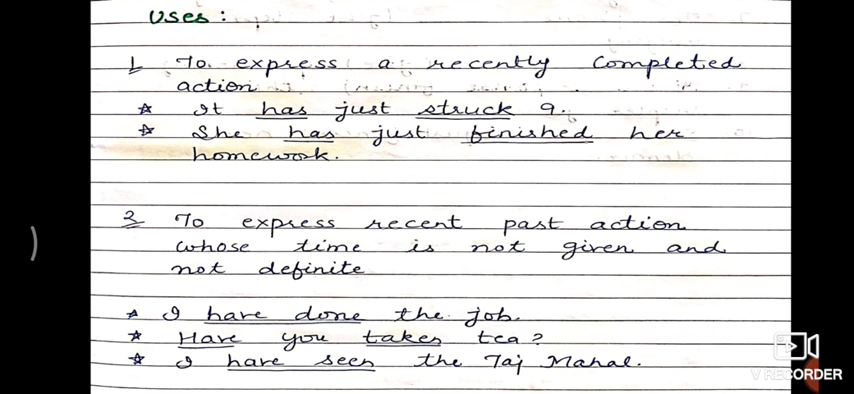 Uses :
1 To express a recently completed
action
☆ It has just struck 9.
☆ She has just finished her
homework.
2 To express recent past action
whose time is not given and
not definite
☆ I have done the job.
☆ Have you taken tea?
☆ I have seen the Taj Mahal.
V RECORDER